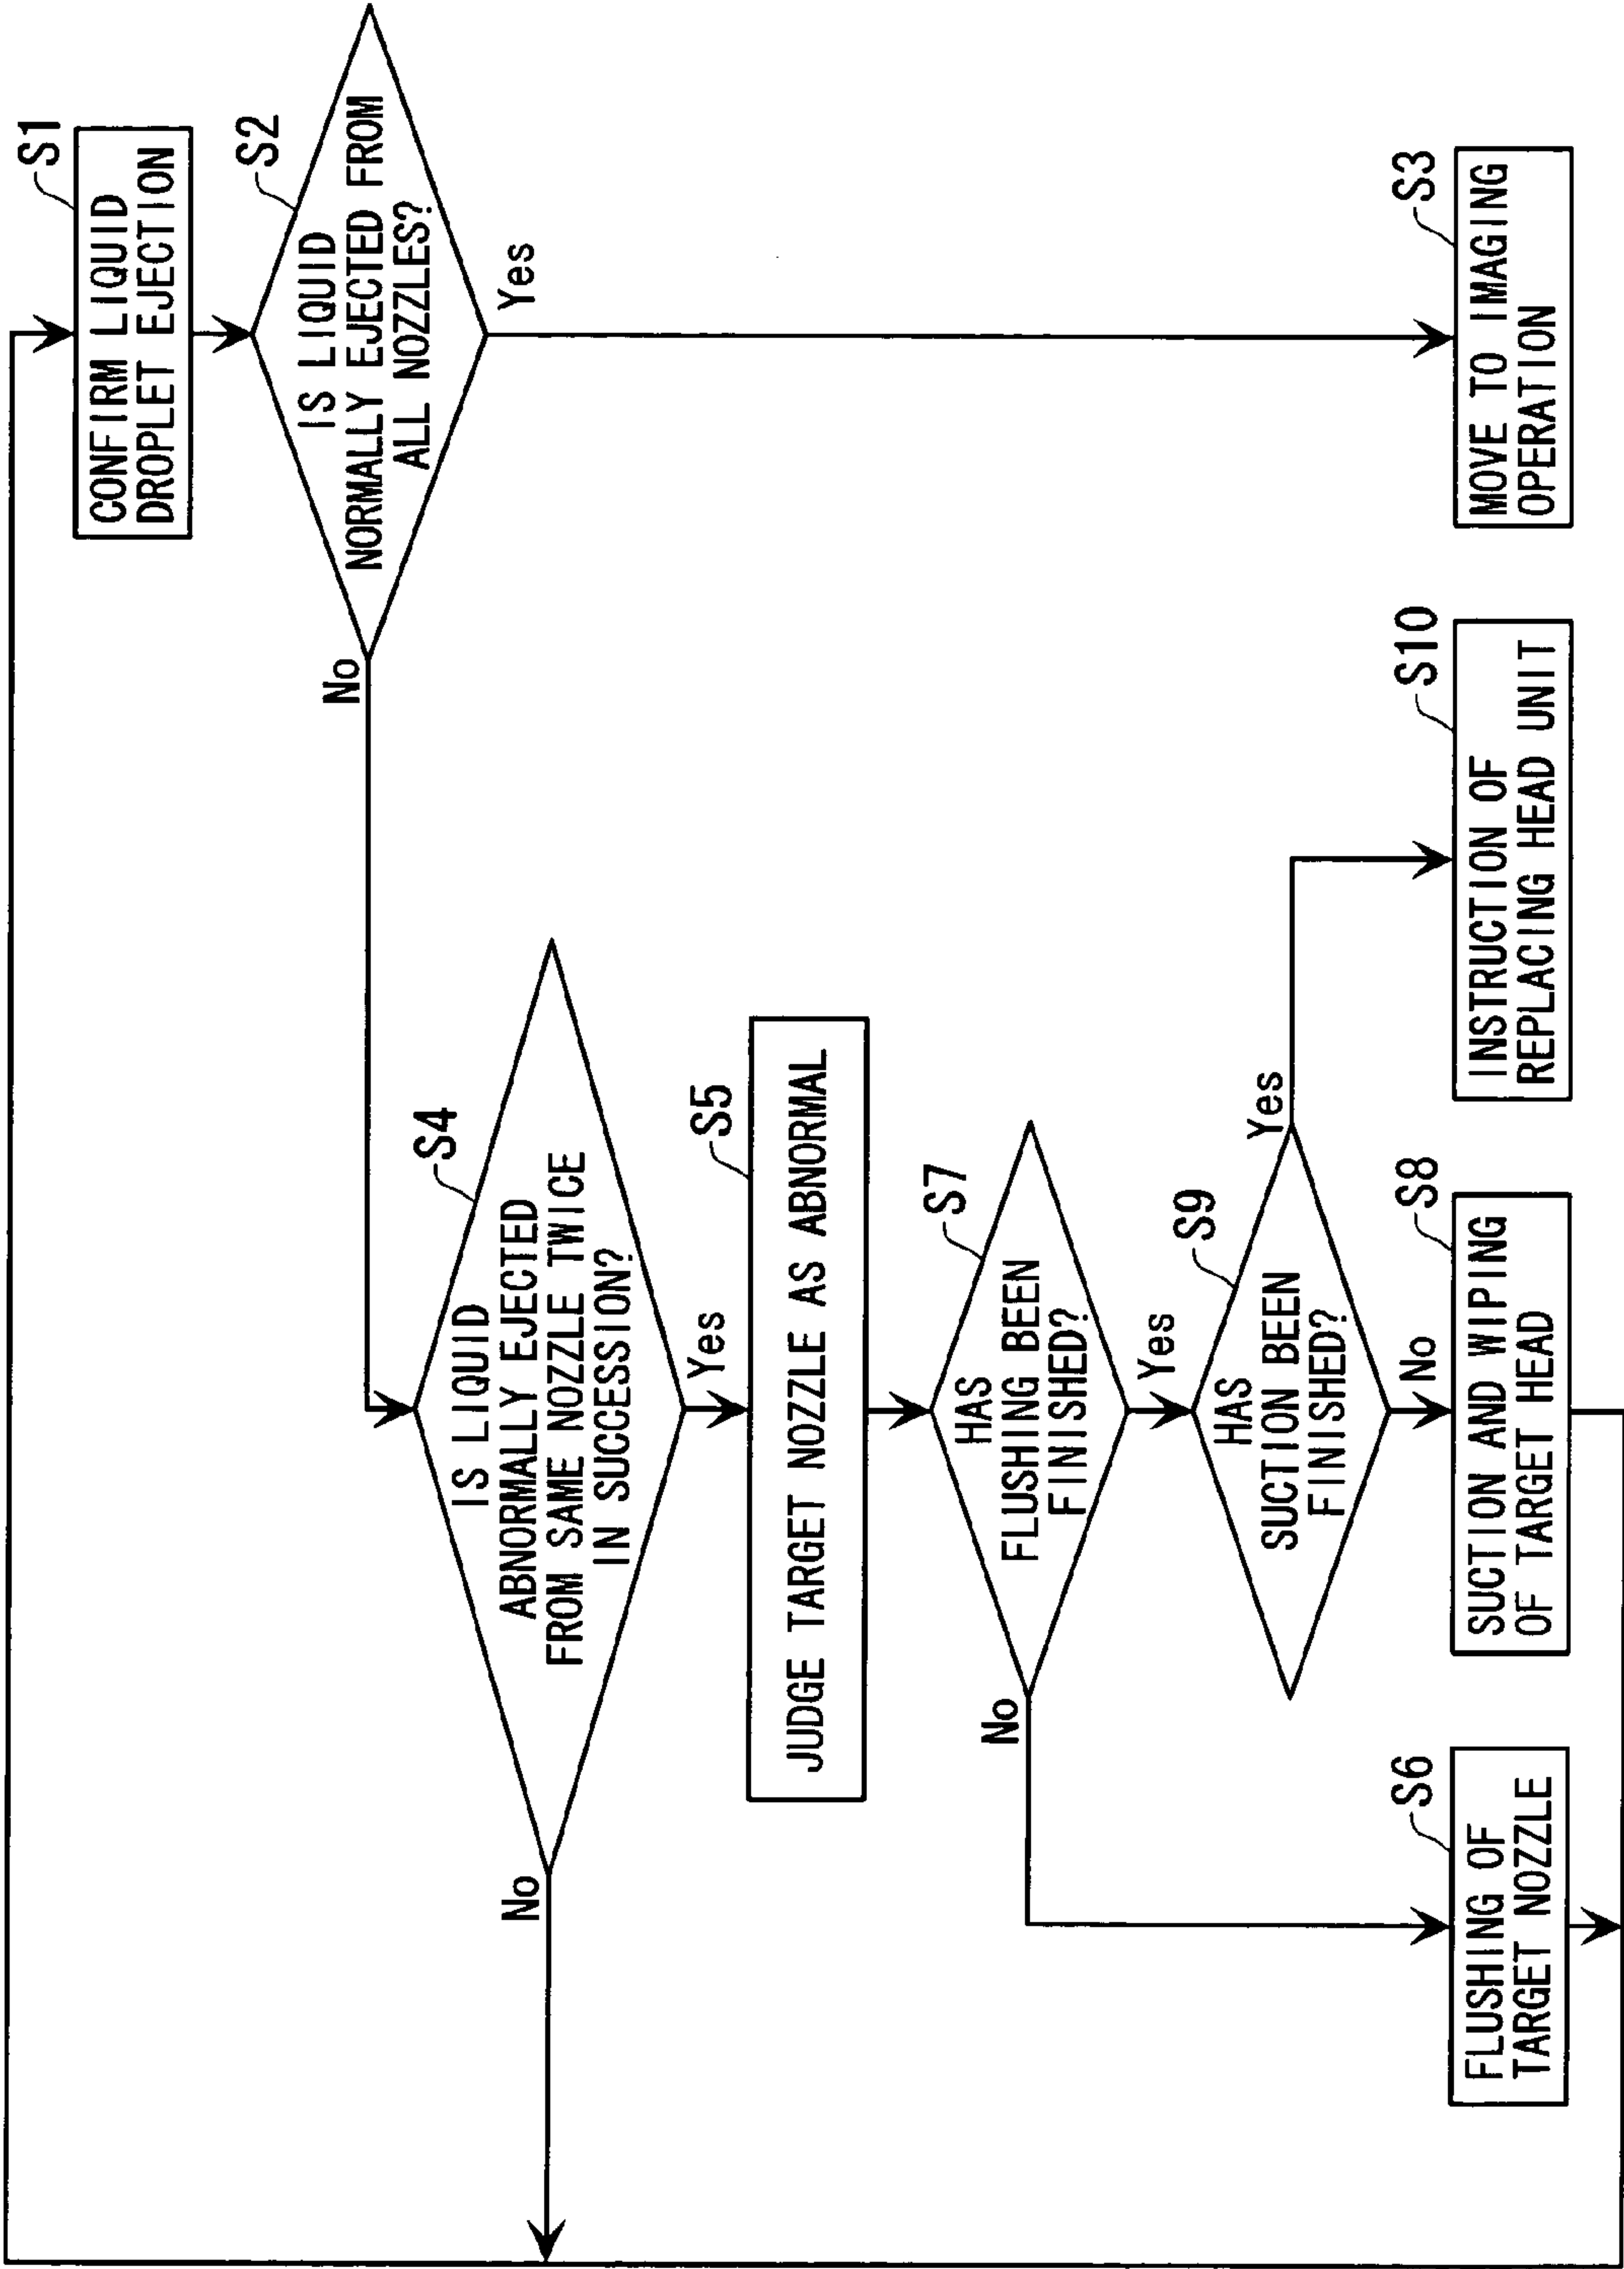 S1
CONFIRM LIQUID
DROPLET EJECTION
S2
IS LIQUID
NORMALLY EJECTED FROM
ALL NOZZLES?
No
Yes
S4
IS LIQUID
ABNORMALLY EJECTED
FROM SAME NOZZLE TWICE
IN SUCCESSION?
No
Yes
S5
JUDGE TARGET NOZZLE AS ABNORMAL
S7
HAS
FLUSHING BEEN
FINISHED?
No
Yes
S9
HAS
SUCTION BEEN
FINISHED?
Yes
No
S6
FLUSHING OF
TARGET NOZZLE
S8
SUCTION AND WIPING
OF TARGET HEAD
S10
INSTRUCTION OF
REPLACING HEAD UNIT
S3
MOVE TO IMAGING
OPERATION